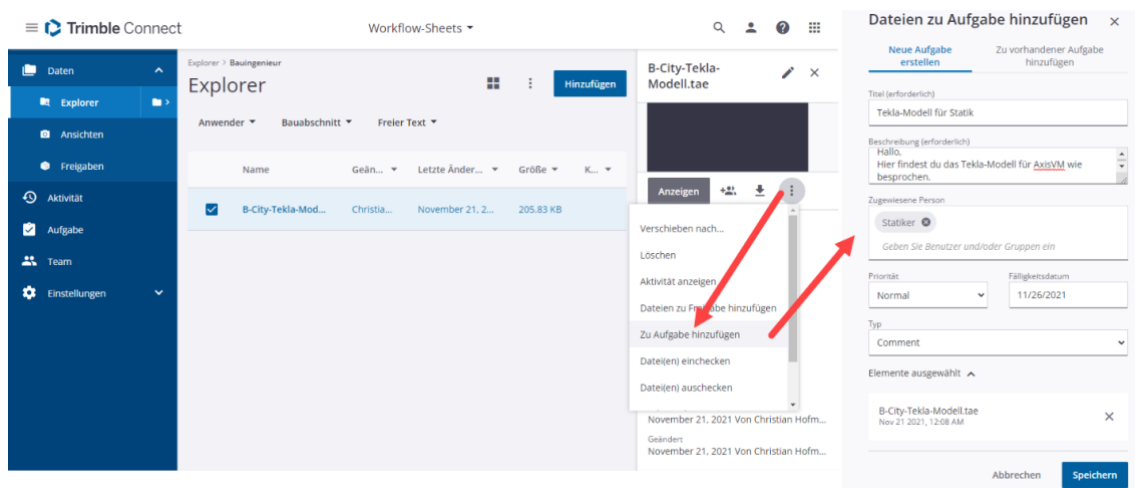 Trimble Connect
Workflow-Sheets
Daten
Explorer
Ansichten
Freigaben
Aktivität
Aufgabe
Team
Einstellungen
Explorer > Bauingenieur
Explorer
Hinzufügen
Anwender
Bauabschnitt
Freier Text
Name Geän... Letzte Änder... Größe K...
B-City-Tekla-Mod... Christia... November 21, 2... 205.83 KB
B-City-Tekla-
Modell.tae
Anzeigen
Verschieben nach...
Löschen
Aktivität anzeigen
Dateien zu Freigabe hinzufügen
Zu Aufgabe hinzufügen
Datei(en) einchecken
Datei(en) auschecken
November 21, 2021 Von Christian Hofm...
Geändert
November 21, 2021 Von Christian Hofm...
Dateien zu Aufgabe hinzufügen
Neue Aufgabe
erstellen
Zu vorhandener Aufgabe
hinzufügen
Titel (erforderlich)
Tekla-Modell für Statik
Beschreibung (erforderlich)
Hallo.
Hier findest du das Tekla-Modell für AxisVM wie
besprochen.
Zugewiesene Person
Statiker
Geben Sie Benutzer und/oder Gruppen ein
Priorität
Normal
Fälligkeitsdatum
11/26/2021
Typ
Comment
Elemente ausgewählt
B-City-Tekla-Modell.tae
Nov 21 2021, 12:08 AM
Abbrechen
Speichern